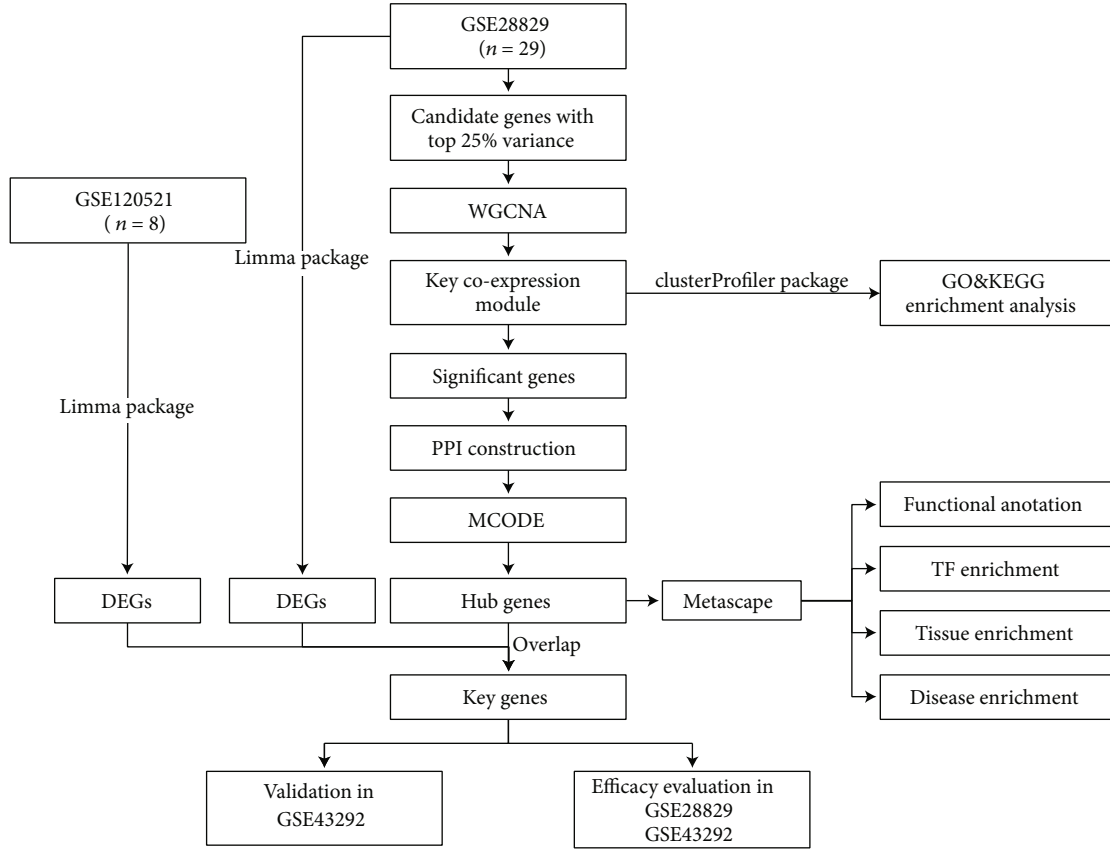 GSE28829
(n = 29)
Candidate genes with
top 25% variance
GSE120521
( n = 8)
WGCNA
Limma package
Key co-expression
module
clusterProfiler package
GO&KEGG
enrichment analysis
Significant genes
Limma package
PPI construction
MCODE
Functional anotation
TF enrichment
DEGs
DEGs
Hub genes
Metascape
Tissue enrichment
Overlap
Key genes
Disease enrichment
Validation in
GSE43292
Efficacy evaluation in
GSE28829
GSE43292